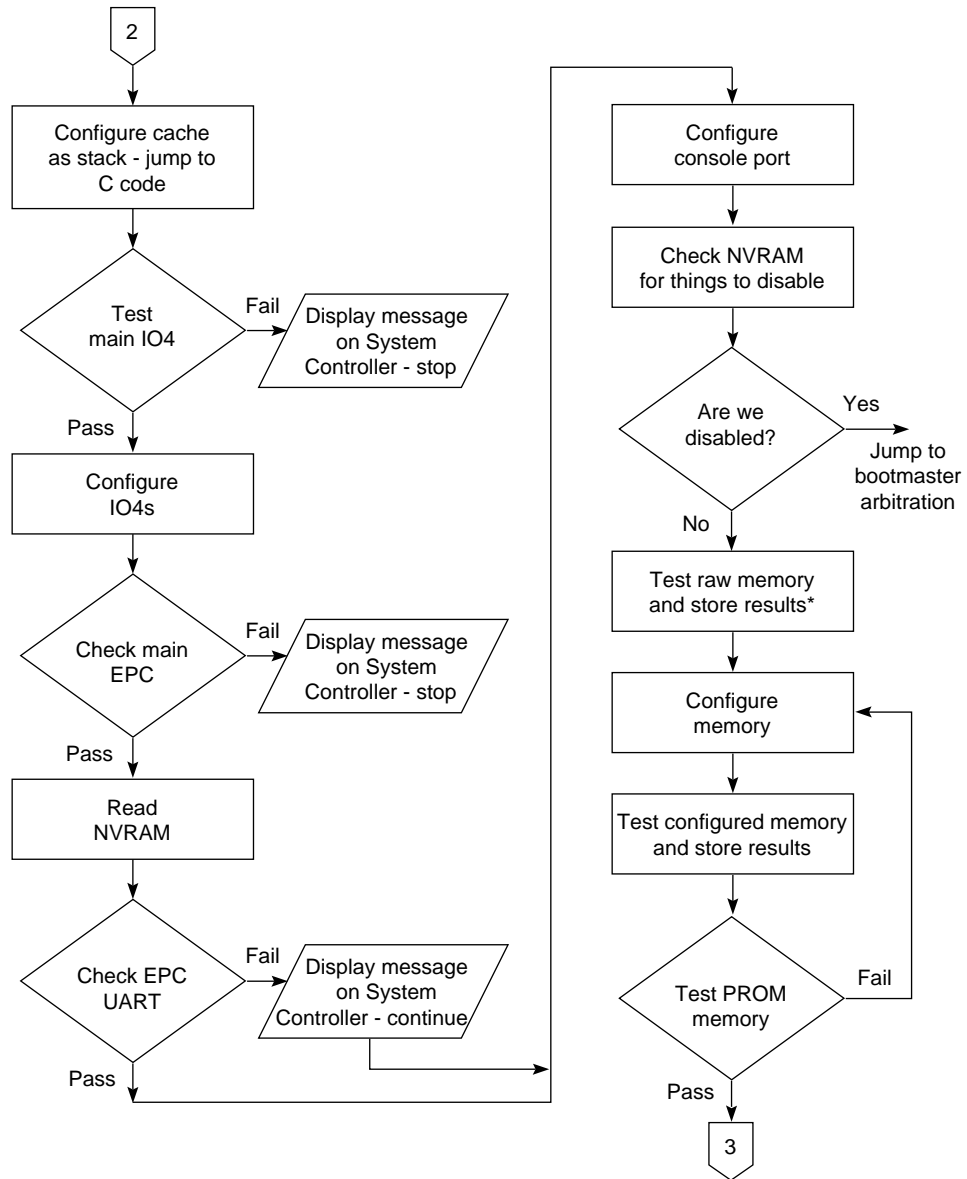 2
Configure cache
as stack - jump to
C code
Test
main IO4
Fail
Display message
on System
Controller - stop
Pass
Configure
IO4s
Check main
EPC
Fail
Display message
on System
Controller - stop
Pass
Read
NVRAM
Check EPC
UART
Fail
Display message
on System
Controller - continue
Pass
Configure
console port
Check NVRAM
for things to disable
Are we
disabled?
Yes
Jump to
bootmaster
arbitration
No
Test raw memory
and store results*
Configure
memory
Test configured memory
and store results
Test PROM
memory
Fail
Pass
3